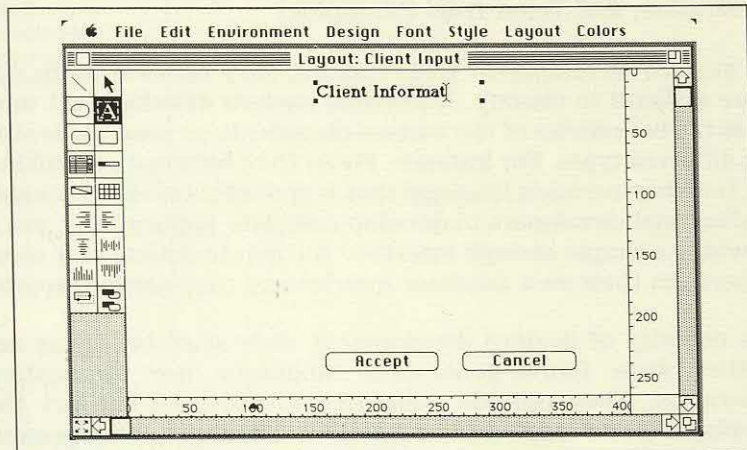 File Edit Environment Design Font Style Layout Colors
Layout: Client Input
Client Informat
0
50
100
150
200
250
Accept Cancel
0 50 100 150 200 250 300 350 400